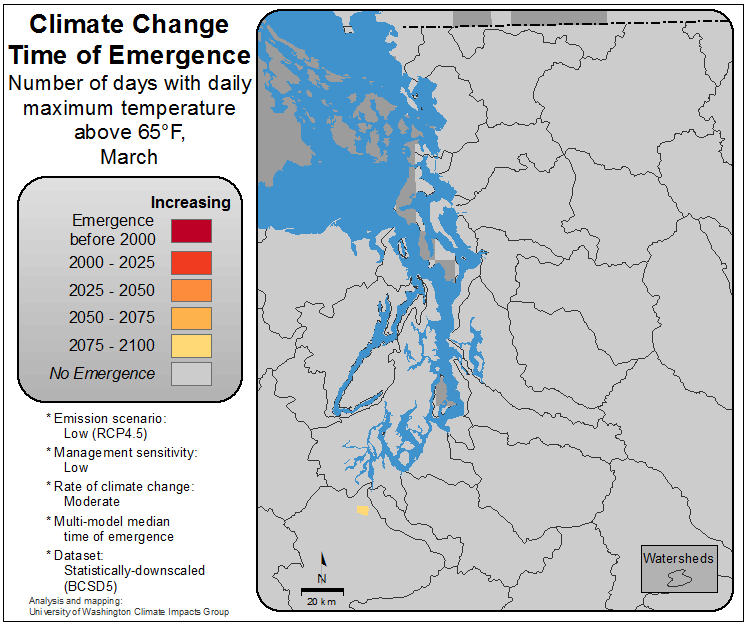 Climate Change
Time of Emergence
Number of days with daily
maximum temperature
above 65°F,
March
Increasing
Emergence
before 2000
2000 - 2025
2025 - 2050
2050 - 2075
2075 - 2100
No Emergence
* Emission scenario:
Low (RCP4.5)
* Management sensitivity:
Low
* Rate of climate change:
Moderate
* Multi-model median
time of emergence
* Dataset:
Statistically-downscaled
(BCSD5)
Analysis and mapping:
University of Washington Climate Impacts Group
N
20 km
Watersheds